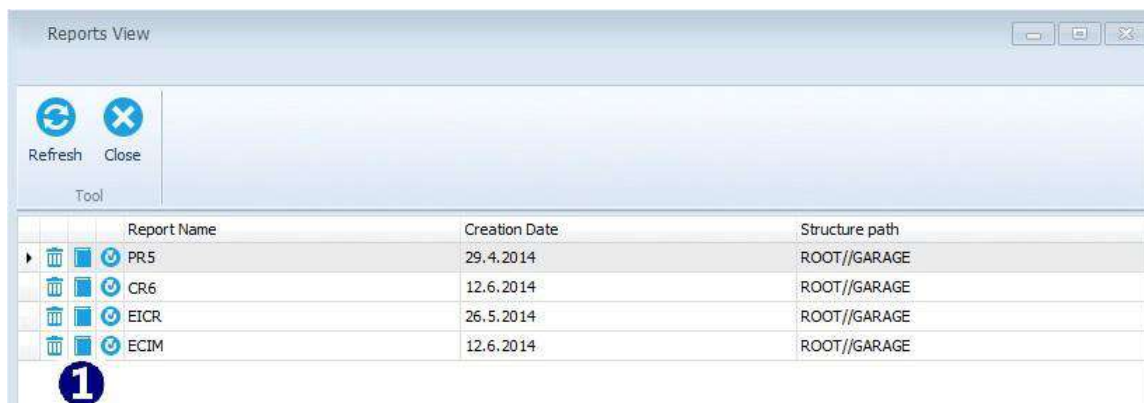 Reports View
Refresh Close
Tool
Report Name Creation Date Structure path
PR5 29.4.2014 ROOT//GARAGE
CR6 12.6.2014 ROOT//GARAGE
EICR 26.5.2014 ROOT//GARAGE
ECIM 12.6.2014 ROOT//GARAGE
1